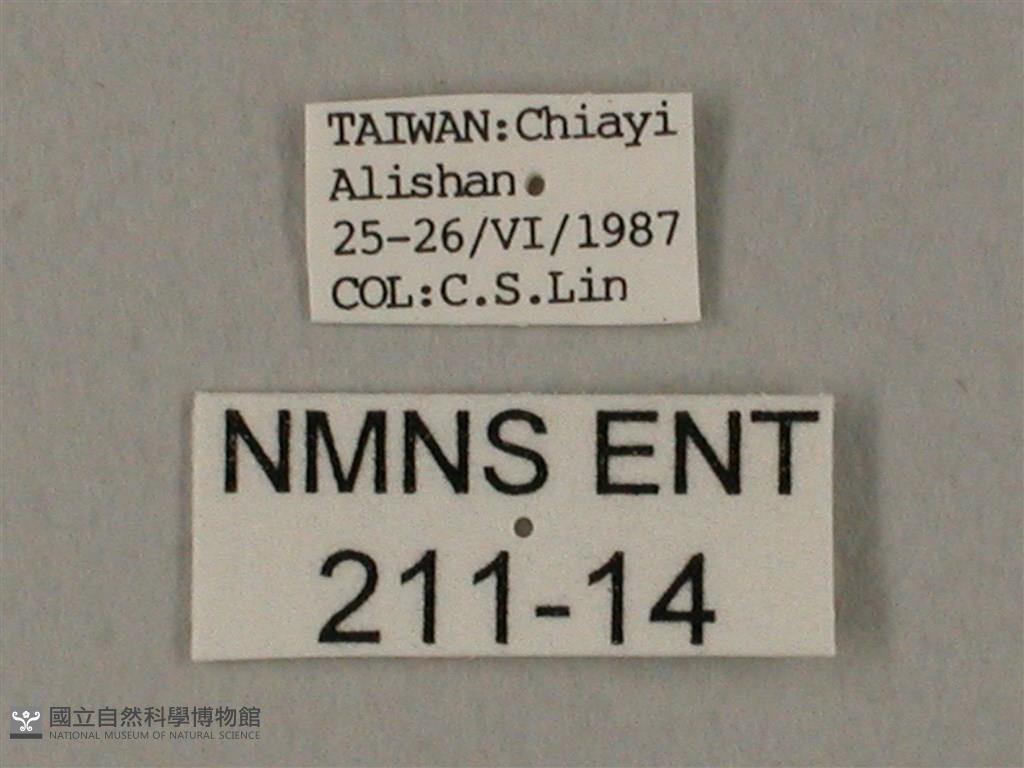 TAIWAN:Chiayi
Alishan
25-26/VI/1987
COL:C.S.Lin
NMNS ENT
211-14
國立自然科學博物館
NATIONAL MUSEUM OF NATURAL SCIENCE